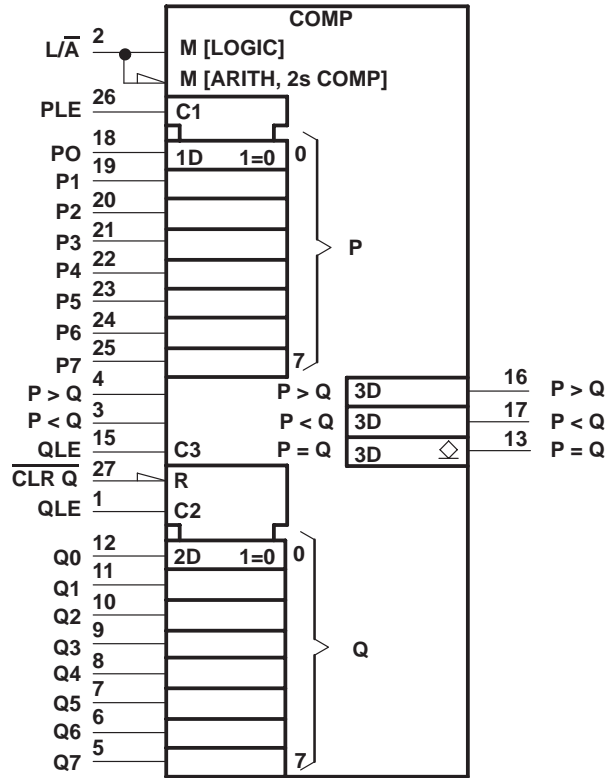 COMP
L/A 2 M [LOGIC]
M [ARITH, 2s COMP]
PLE 26 C1
PO 18 1D 1=0 0
P1 19
P2 20
P3 21 P
P4 22
P5 23
P6 24
P7 25 7
P > Q 4 P > Q 3D 16 P > Q
P < Q 3 P < Q 3D 17 P < Q
QLE 15 C3 P = Q 3D 13 P = Q
CLR Q 27 R
QLE 1 C2
Q0 12 2D 1=0 0
Q1 11
Q2 10
Q3 9 Q
Q4 8
Q5 7
Q6 6
Q7 5 7